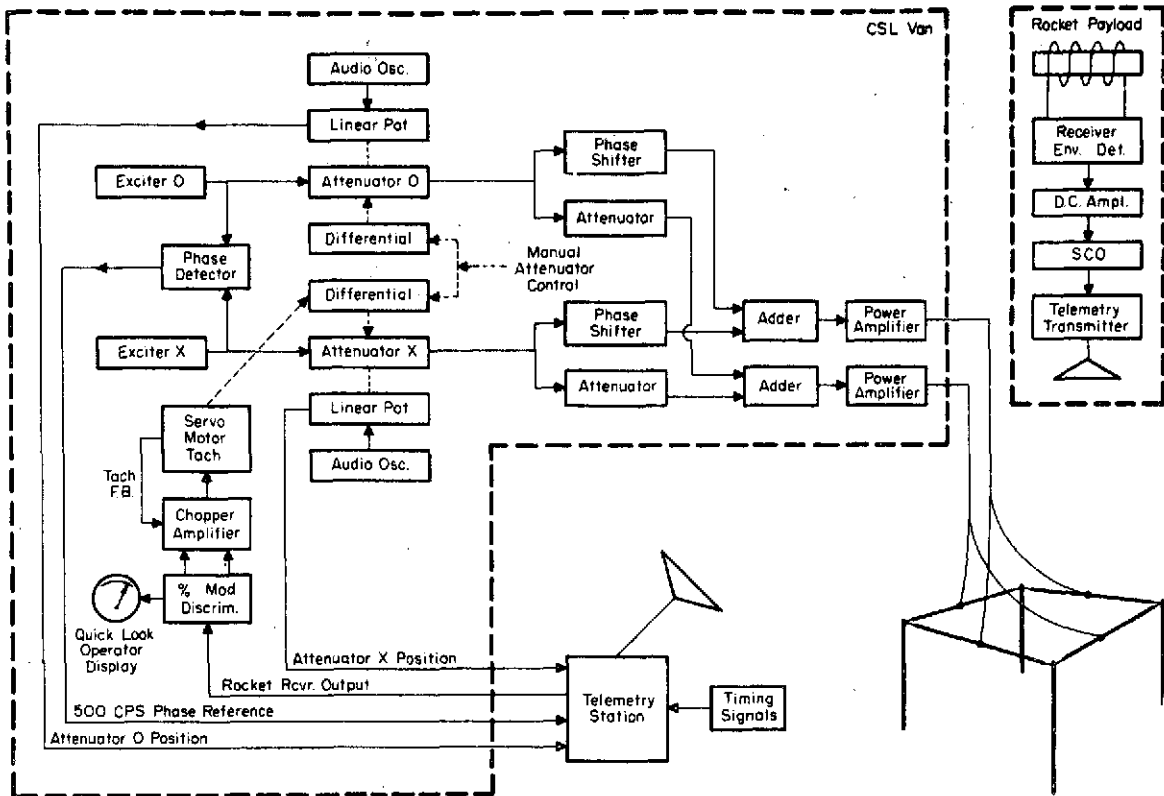 CSL Van
Rocket Payload
Audio Osc.
Linear Pot
Exciter O
Attenuator O
Phase
Shifter
Receiver
Env. Det.
Attenuator
D.C. Ampl.
Differential
Phase
Detector
Manual
Attenuator
Control
SCO
Differential
Phase
Shifter
Adder
Power
Amplifier
Telemetry
Transmitter
Exciter X
Attenuator X
Attenuator
Adder
Power
Amplifier
Linear Pot
Servo
Motor
Tach
Audio Osc.
Tach
F.B.
Chopper
Amplifier
% Mod
Discrim.
Quick Look
Operator
Display
Attenuator X Position
Rocket Rcvr. Output
500 CPS Phase Reference
Attenuator O Position
Telemetry
Station
Timing
Signals